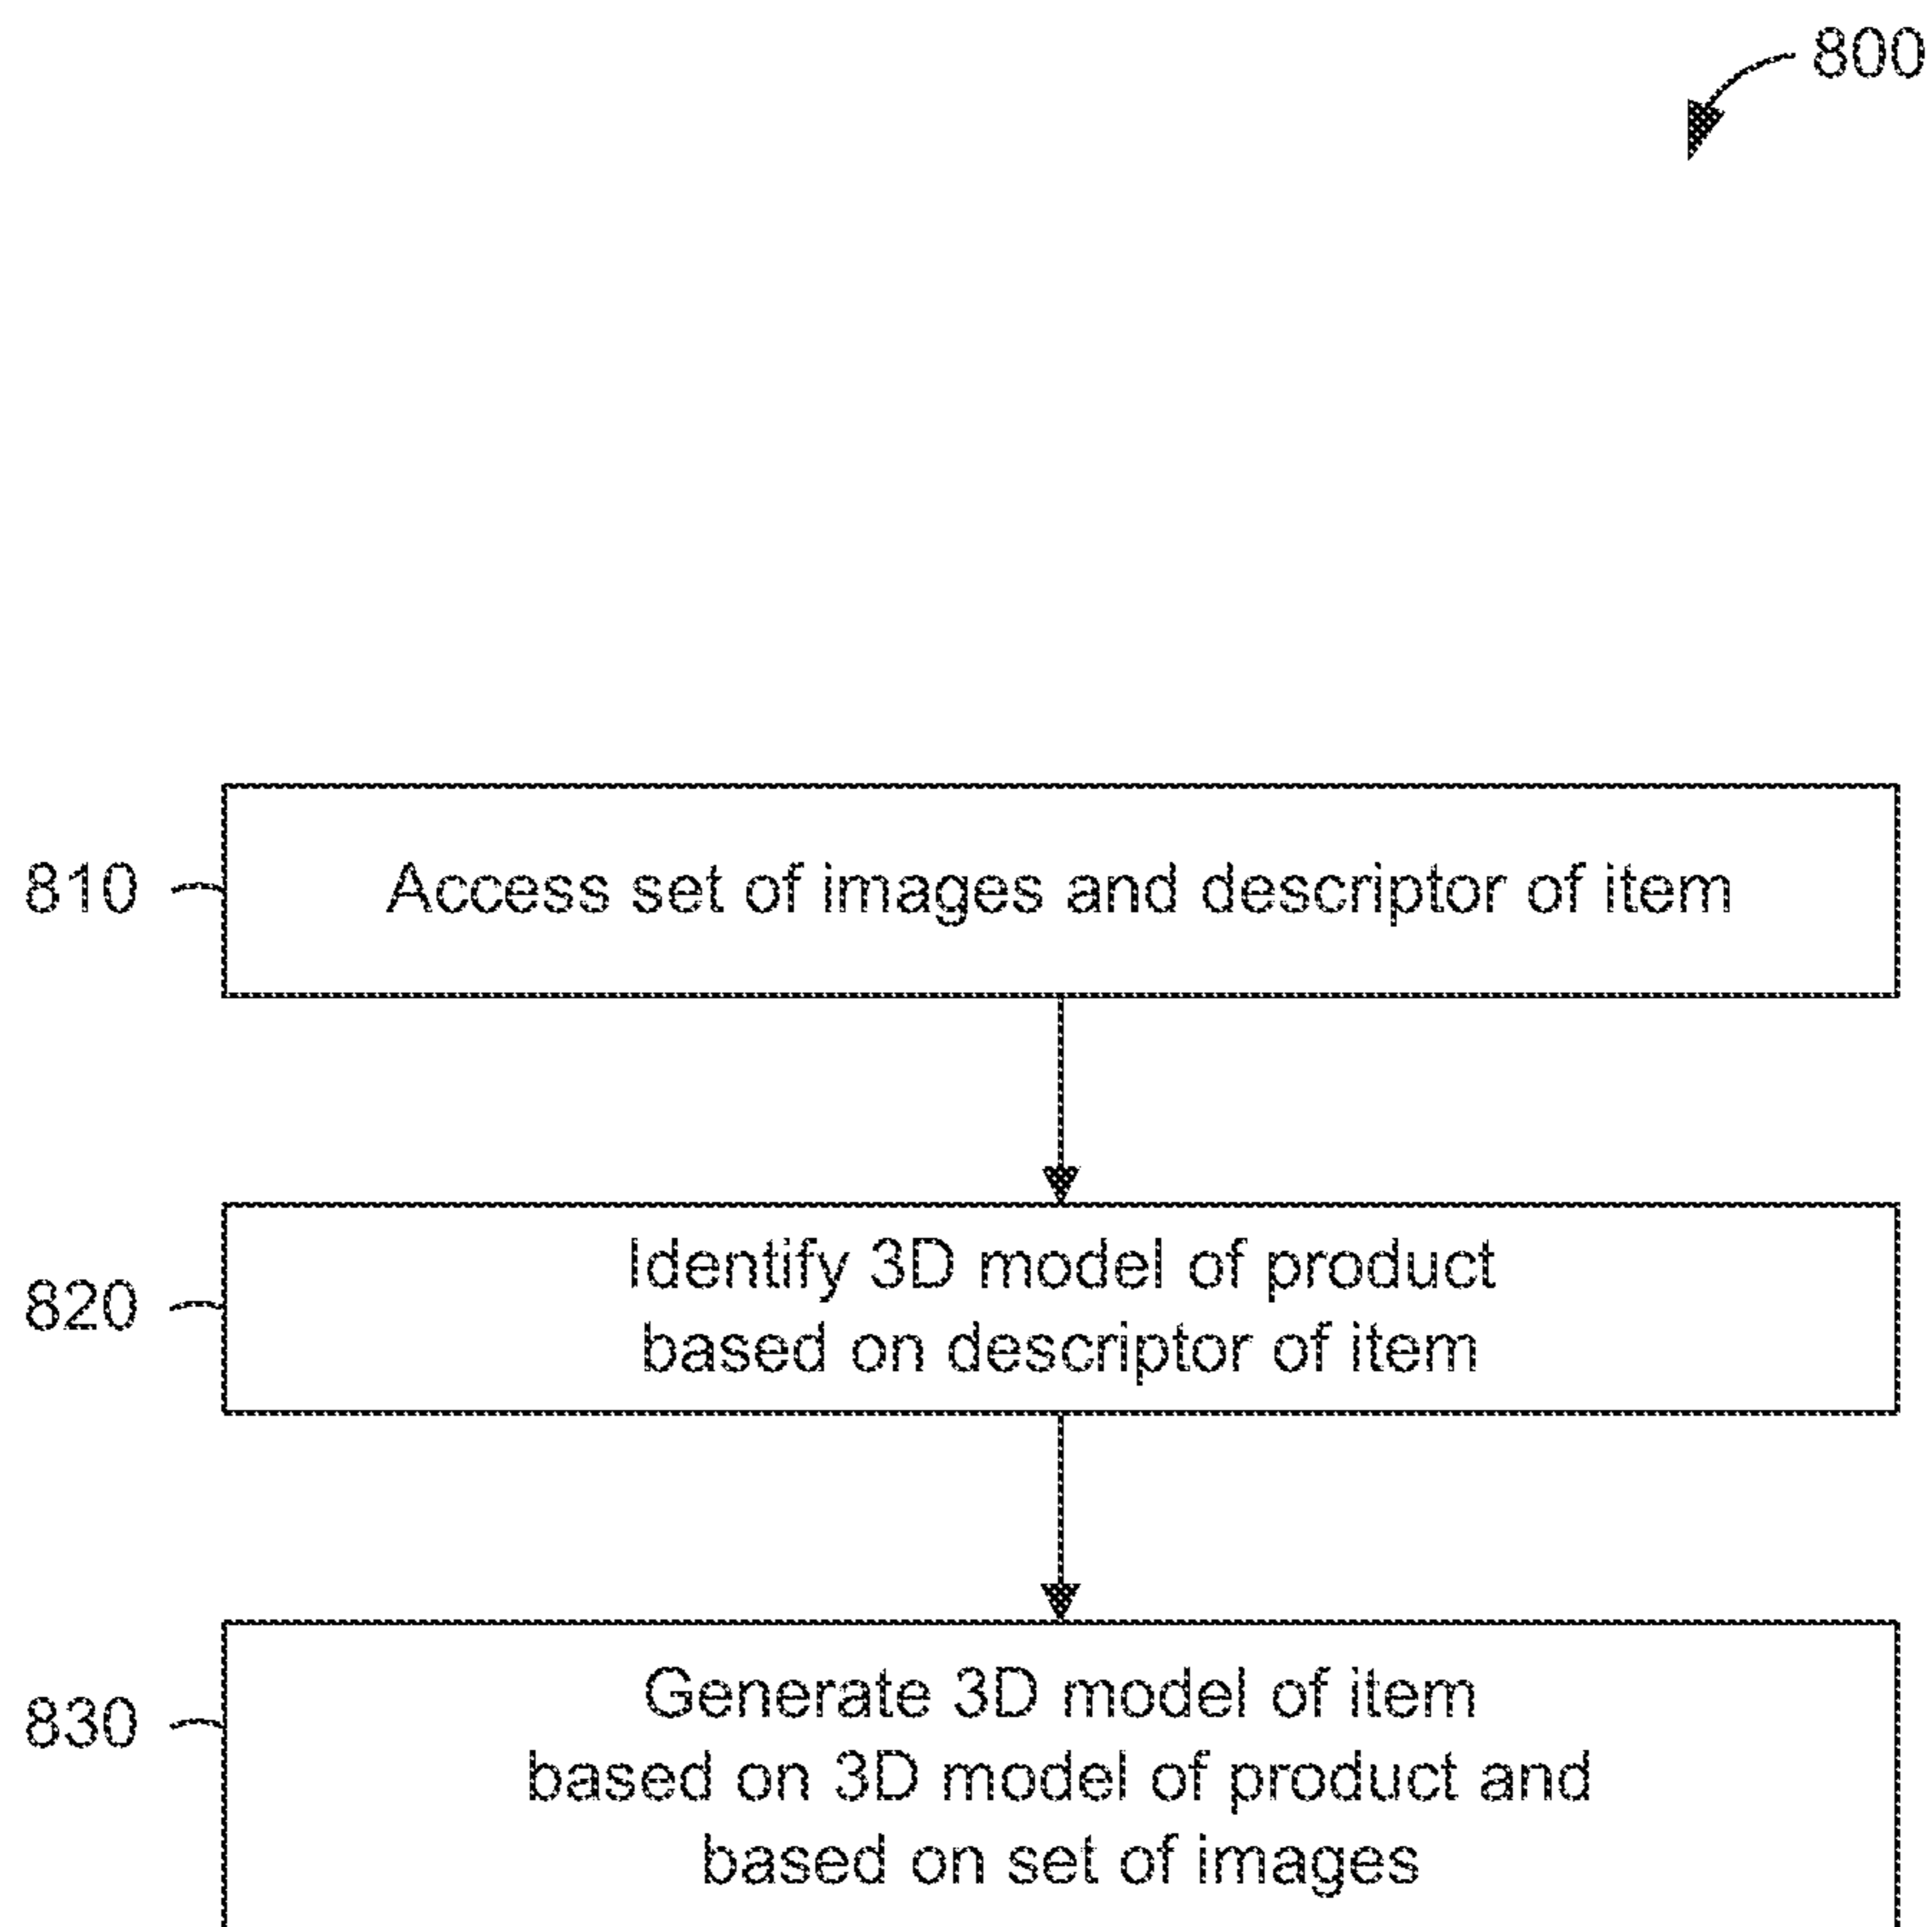 800
810
Access set of images and descriptor of item
820
Identify 3D model of product
based on descriptor of item
830
Generate 3D model of item
based on 3D model of product and
based on set of images